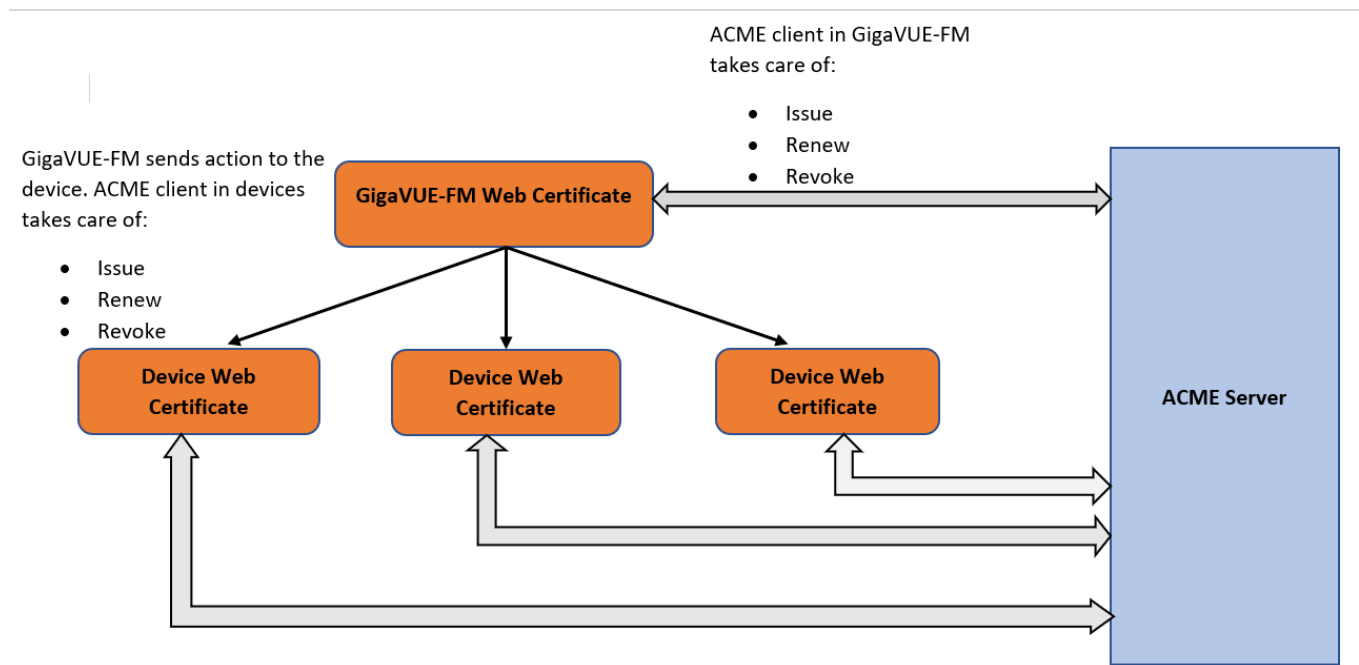 ACME client in GigaVUE-FM
takes care of:
• Issue
• Renew
• Revoke
GigaVUE-FM sends action to the
device. ACME client in devices
takes care of:
• Issue
• Renew
• Revoke
GigaVUE-FM Web Certificate
Device Web
Certificate
Device Web
Certificate
Device Web
Certificate
ACME Server